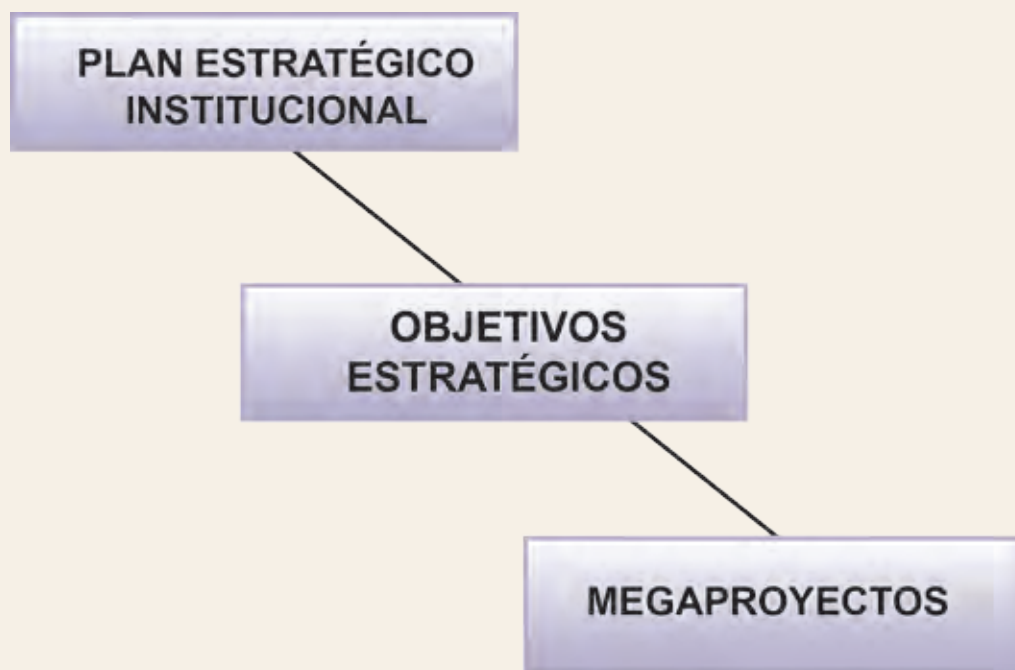 PLAN ESTRATÉGICO
INSTITUCIONAL
OBJETIVOS
ESTRATÉGICOS
MEGAPROYECTOS